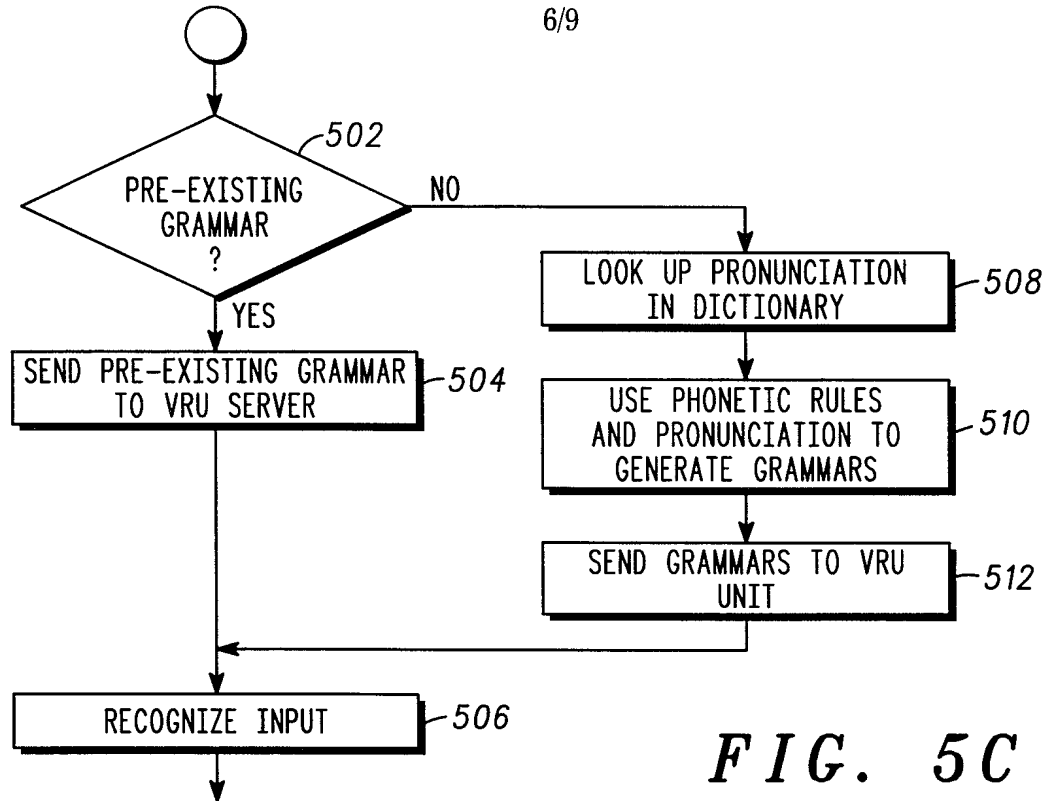 6/9
502
PRE-EXISTING
GRAMMAR
?
NO
YES
SEND PRE-EXISTING GRAMMAR
TO VRU SERVER
504
LOOK UP PRONUNCIATION
IN DICTIONARY
508
USE PHONETIC RULES
AND PRONUNCIATION TO
GENERATE GRAMMARS
510
SEND GRAMMARS TO VRU
UNIT
512
RECOGNIZE INPUT
506
FIG. 5C